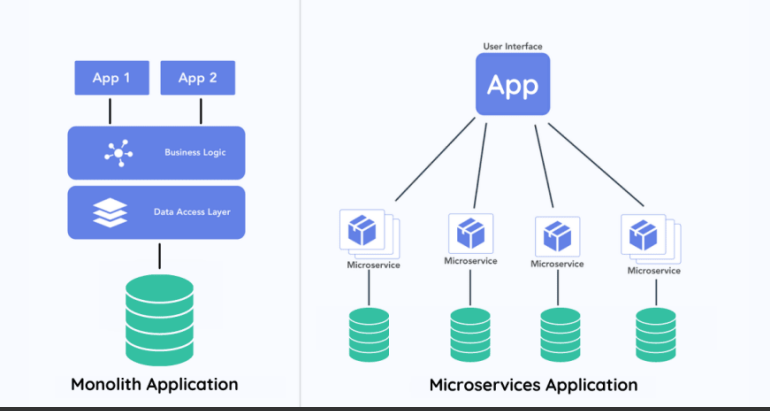 App 1
App 2
Business Logic
Data Access Layer
Monolith Application
User Interface
App
Microservice
Microservice
Microservice
Microservice
Microservices Application